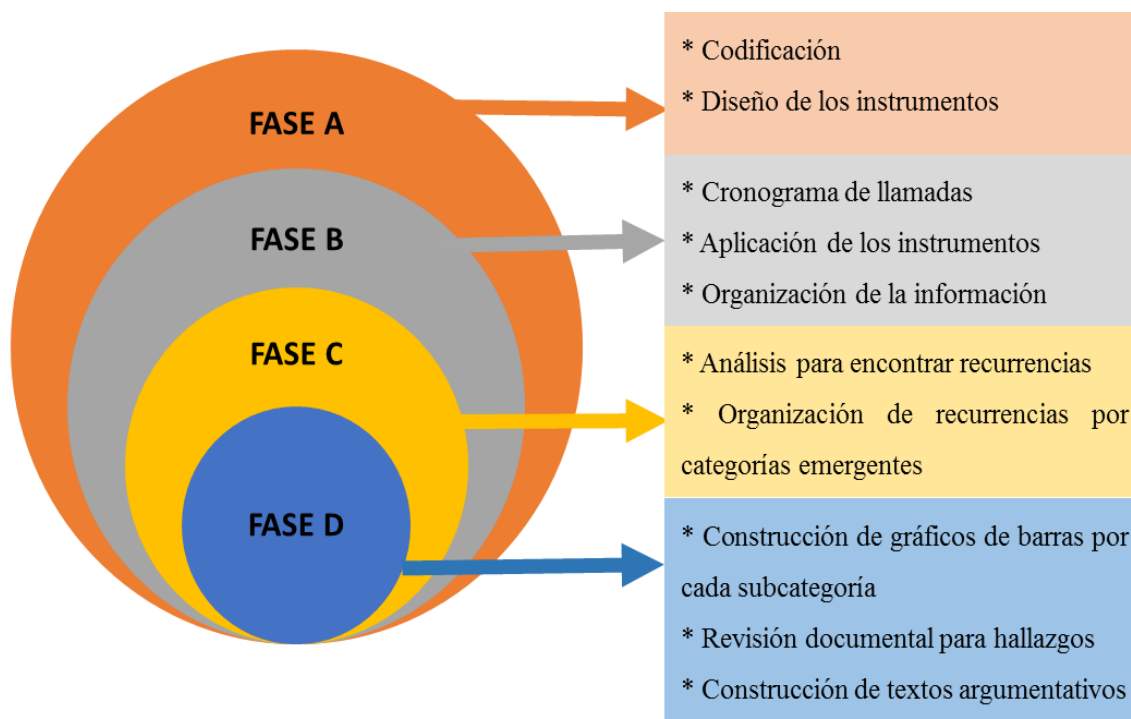 FASE A
* Codificación
* Diseño de los instrumentos
FASE B
* Cronograma de llamadas
* Aplicación de los instrumentos
* Organización de la información
FASE C
* Análisis para encontrar recurrencias
* Organización de recurrencias por
categorías emergentes
FASE D
* Construcción de gráficos de barras por
cada subcategoría
* Revisión documental para hallazgos
* Construcción de textos argumentativos